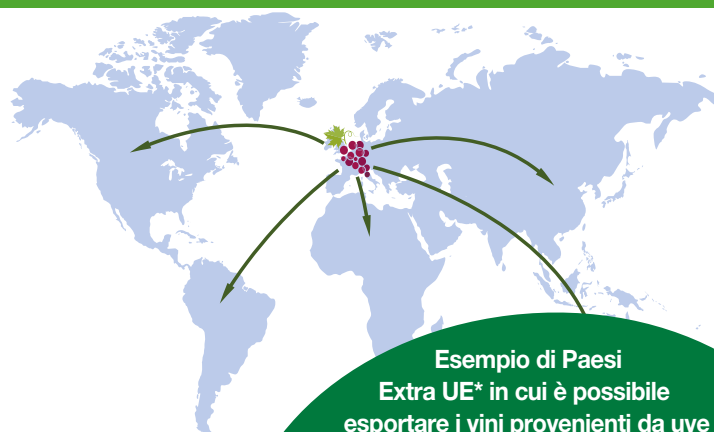 Esempio di Paesi
Extra UE* in cui è possibile
esportare i vini provenienti da uve